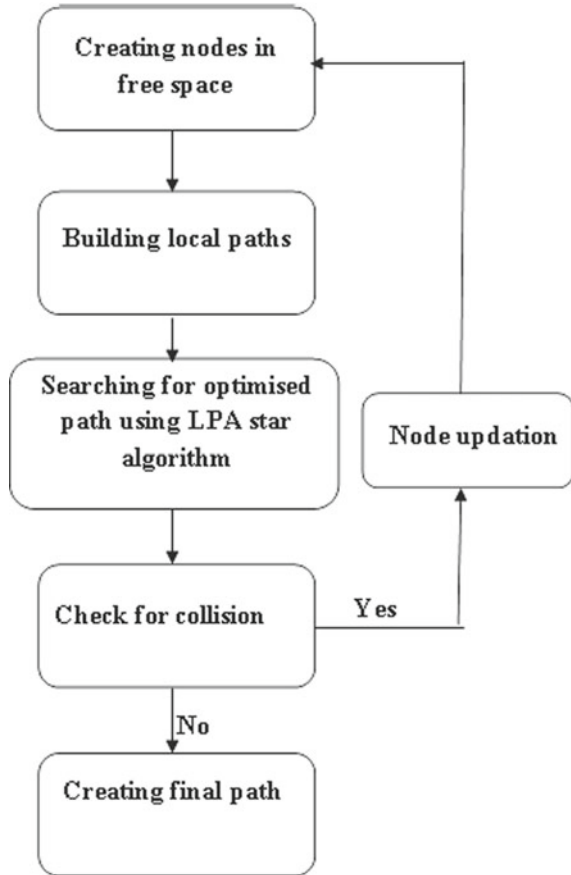 Creating nodes in
free space
Building local paths
Searching for optimised
path using LPA star
algorithm
Node updation
Check for collision
Yes
No
Creating final path